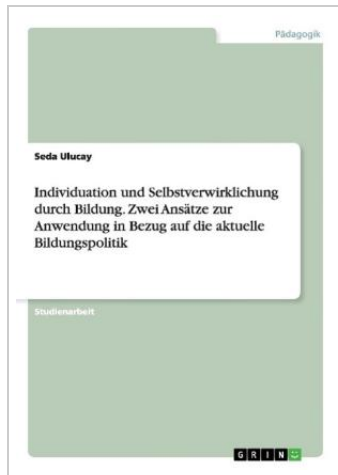 Pädagogik
Seda Ulucay
Individuation und Selbstverwirklichung
durch Bildung. Zwei Ansätze zur
Anwendung in Bezug auf die aktuelle
Bildungspolitik
Studienarbeit
GRIN